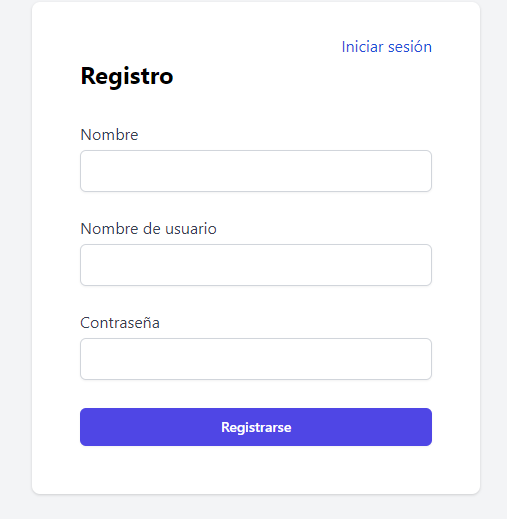 Iniciar sesión
Registro
Nombre
Nombre de usuario
Contraseña
Registrarse